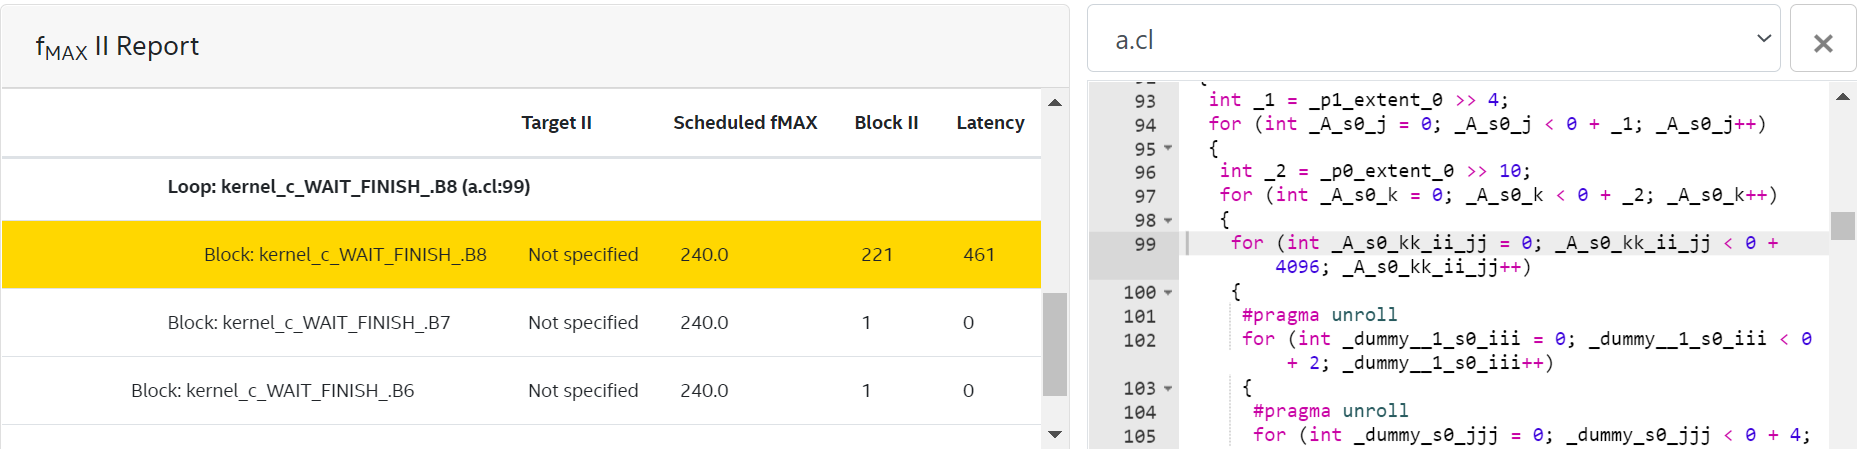 fMAX II Report
Target II Scheduled fMAX Block II Latency
Loop: kernel_c_WAIT_FINISH_.B8 (a.cl:99)
Block: kernel_c_WAIT_FINISH_.B8 Not specified 240.0 221 461
Block: kernel_c_WAIT_FINISH_.B7 Not specified 240.0 1 0
Block: kernel_c_WAIT_FINISH_.B6 Not specified 240.0 1 0
a.cl
93 int _1 = _p1_extent_0 >> 4;
94 for (int _A_s0_j = 0; _A_s0_j < 0 + _1; _A_s0_j++)
95 {
96 int _2 = _p0_extent_0 >> 10;
97 for (int _A_s0_k = 0; _A_s0_k < 0 + _2; _A_s0_k++)
98 {
99 for (int _A_s0_kk_ii_jj = 0; _A_s0_kk_ii_jj < 0 +
4096; _A_s0_kk_ii_jj++)
100 {
101 #pragma unroll
102 for (int _dummy__1_s0_iii = 0; _dummy__1_s0_iii < 0
+ 2; _dummy__1_s0_iii++)
103 {
104 #pragma unroll
105 for (int _dummy_s0_jjj = 0; _dummy_s0_jjj < 0 + 4;